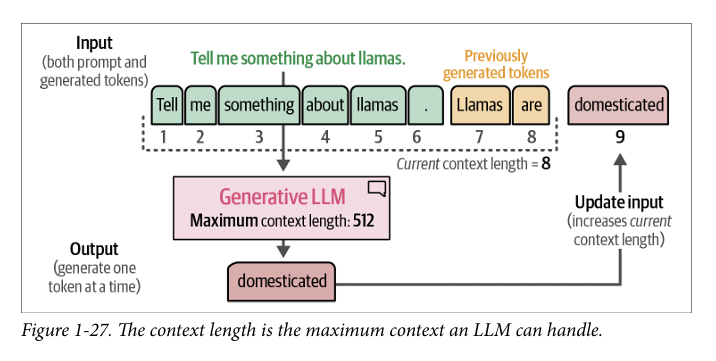 Input
(both prompt and
generated tokens)
Tell me something about llamas.
Previously
generated tokens
Tell me something about llamas . Llamas are domesticated
1 2 3 4 5 6 7 8 9
Current context length = 8
Generative LLM
Maximum context length: 512
Update input
(increases current
context length)
Output
(generate one
token at a time)
domesticated
Figure 1-27. The context length is the maximum context an LLM can handle.